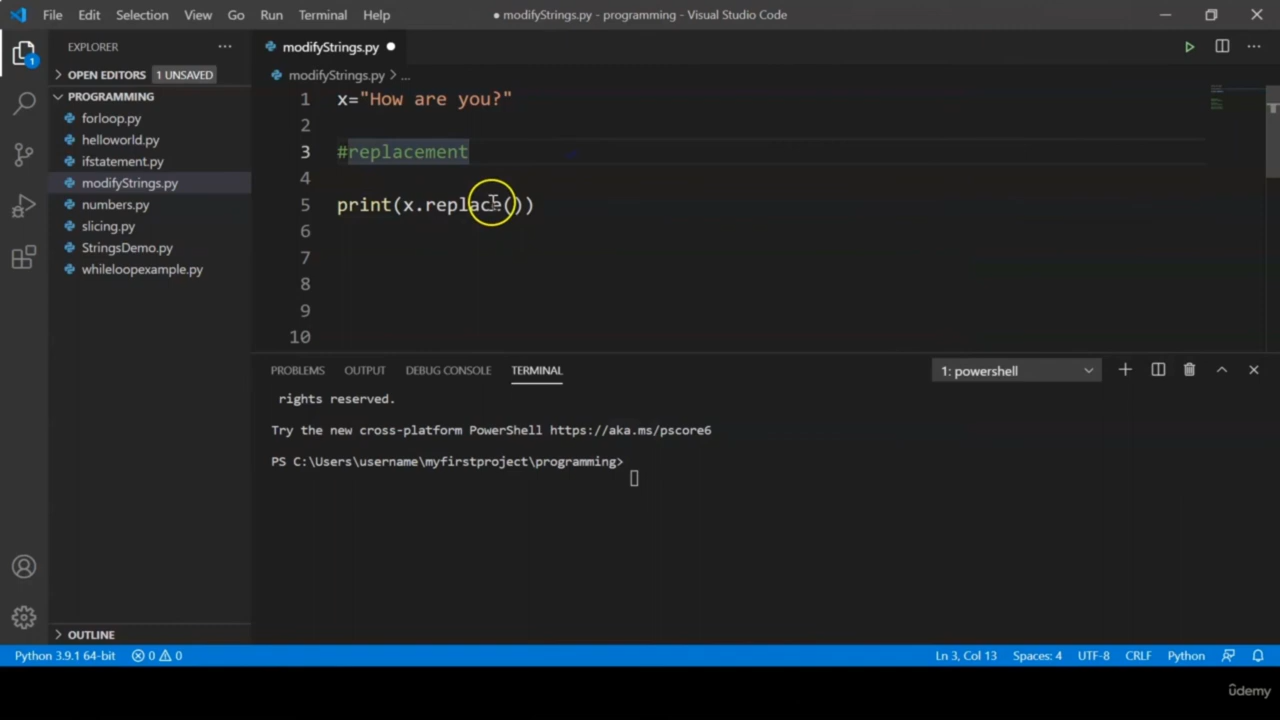 File Edit Selection View Go Run Terminal Help ● modifyStrings.py - programming - Visual Studio Code
EXPLORER ... modifyStrings.py ●
OPEN EDITORS 1 UNSAVED
modifyStrings.py > ...
PROGRAMMING
forloop.py
helloworld.py
ifstatement.py
modifyStrings.py
numbers.py
slicing.py
StringsDemo.py
whileloopexample.py
1 x="How are you?"
2
3 #replacement
4
5 print(x.replace())
6
7
8
9
10
1
PROBLEMS OUTPUT DEBUG CONSOLE TERMINAL 1: powershell
rights reserved.
Try the new cross-platform PowerShell https://aka.ms/pscore6
PS C:\Users\username\myfirstproject\programming>
OUTLINE
Python 3.9.1 64-bit 0 0 Ln 3, Col 13 Spaces: 4 UTF-8 CRLF Python
ûdemy